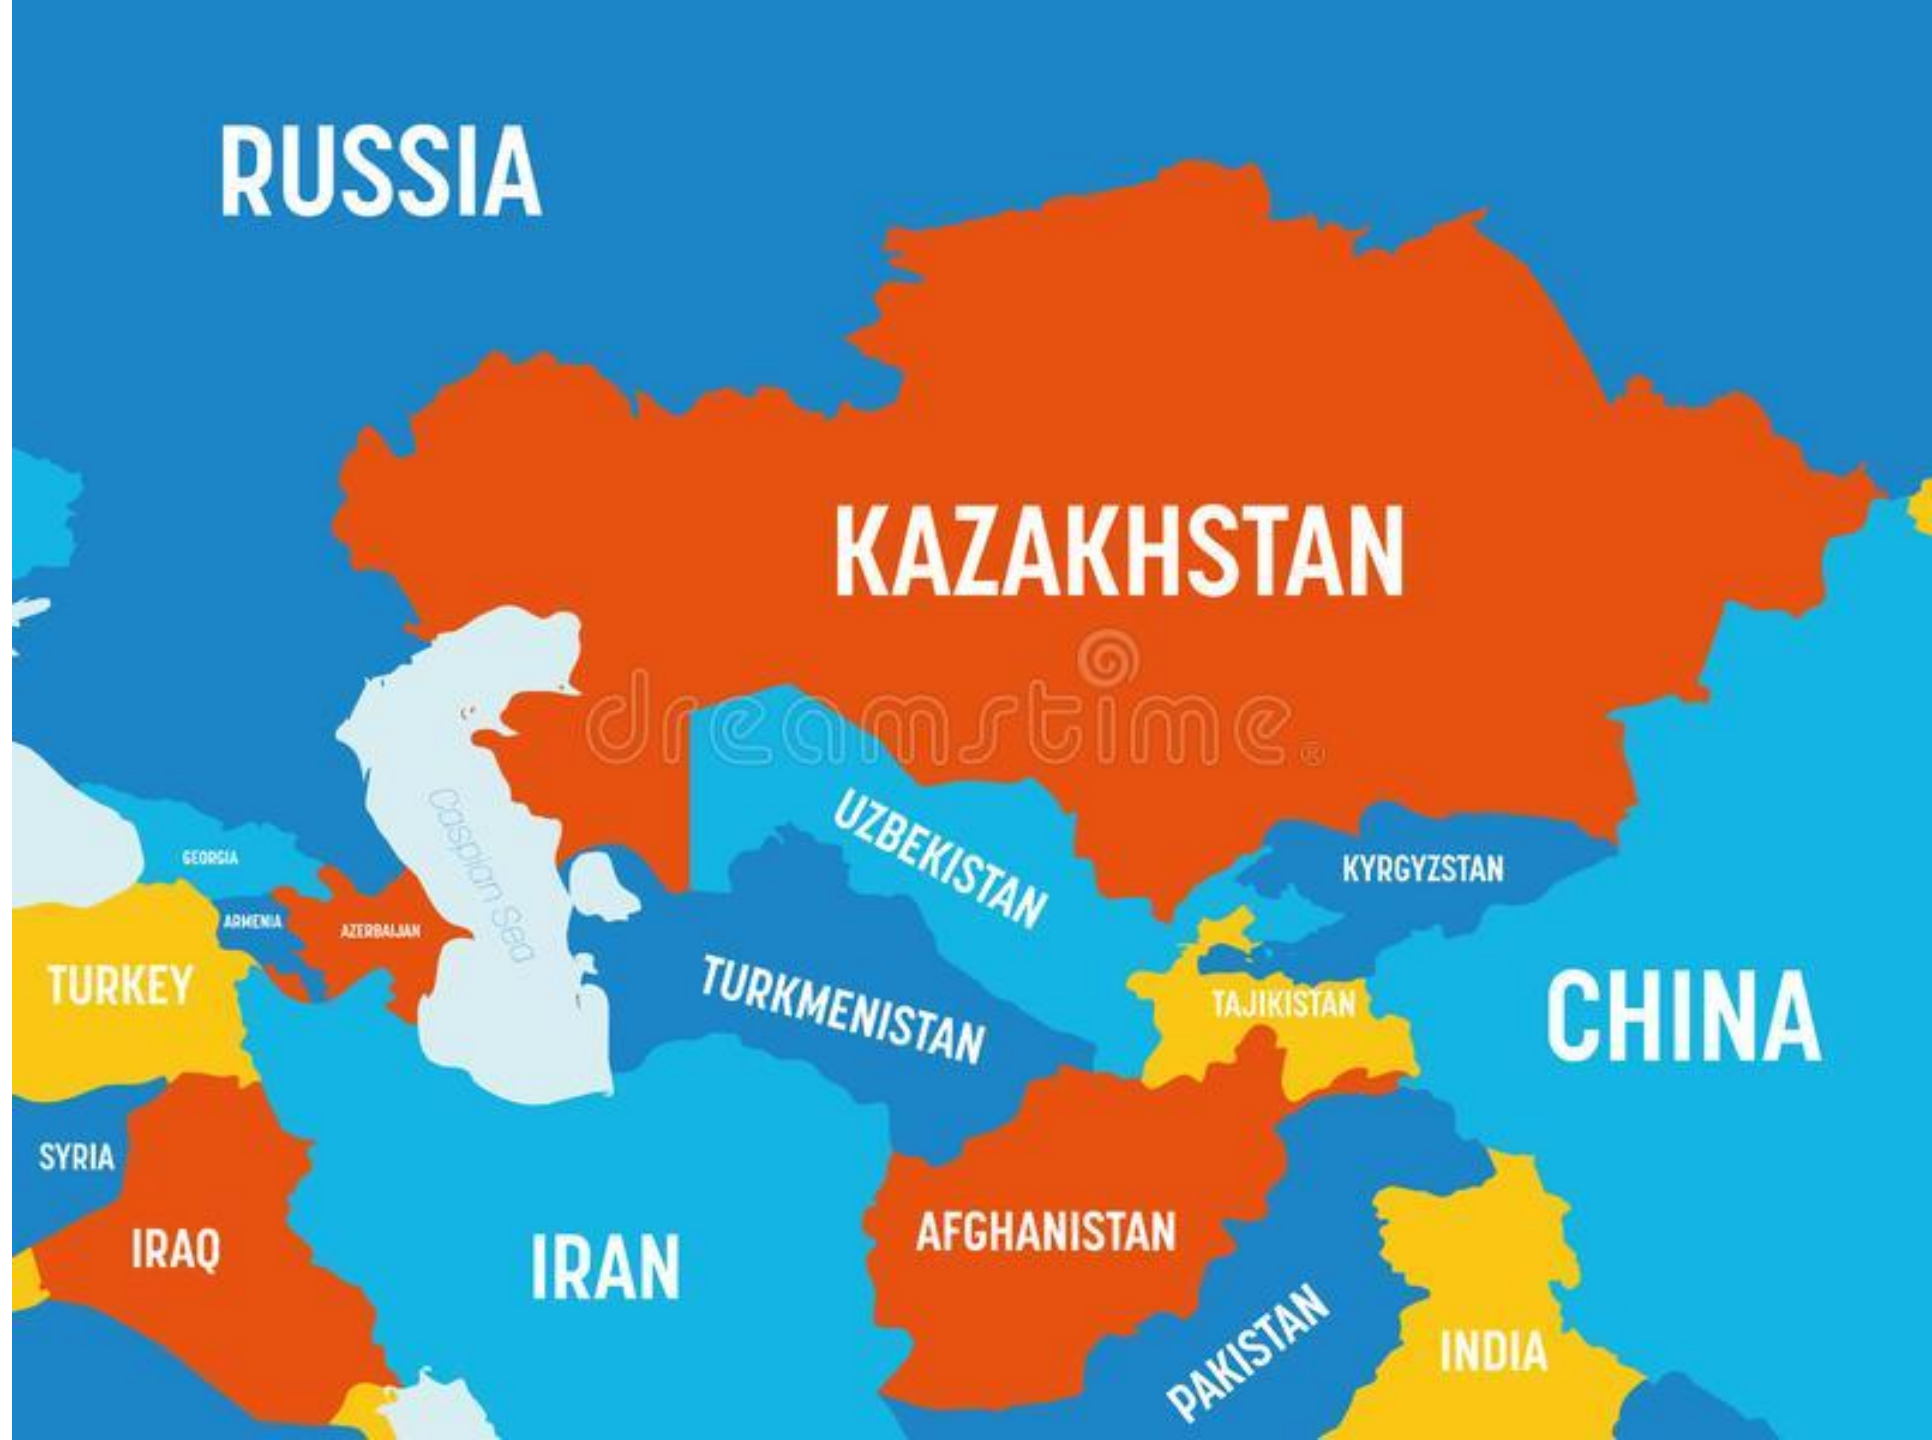 RUSSIA
KAZAKHSTAN
dreamstime®
Caspian Sea
UZBEKISTAN
GEORGIA
KYRGYZSTAN
ARMENIA
AZERBAIJAN
TURKEY
TURKMENISTAN
TAJIKISTAN
CHINA
SYRIA
IRAQ
IRAN
AFGHANISTAN
PAKISTAN
INDIA